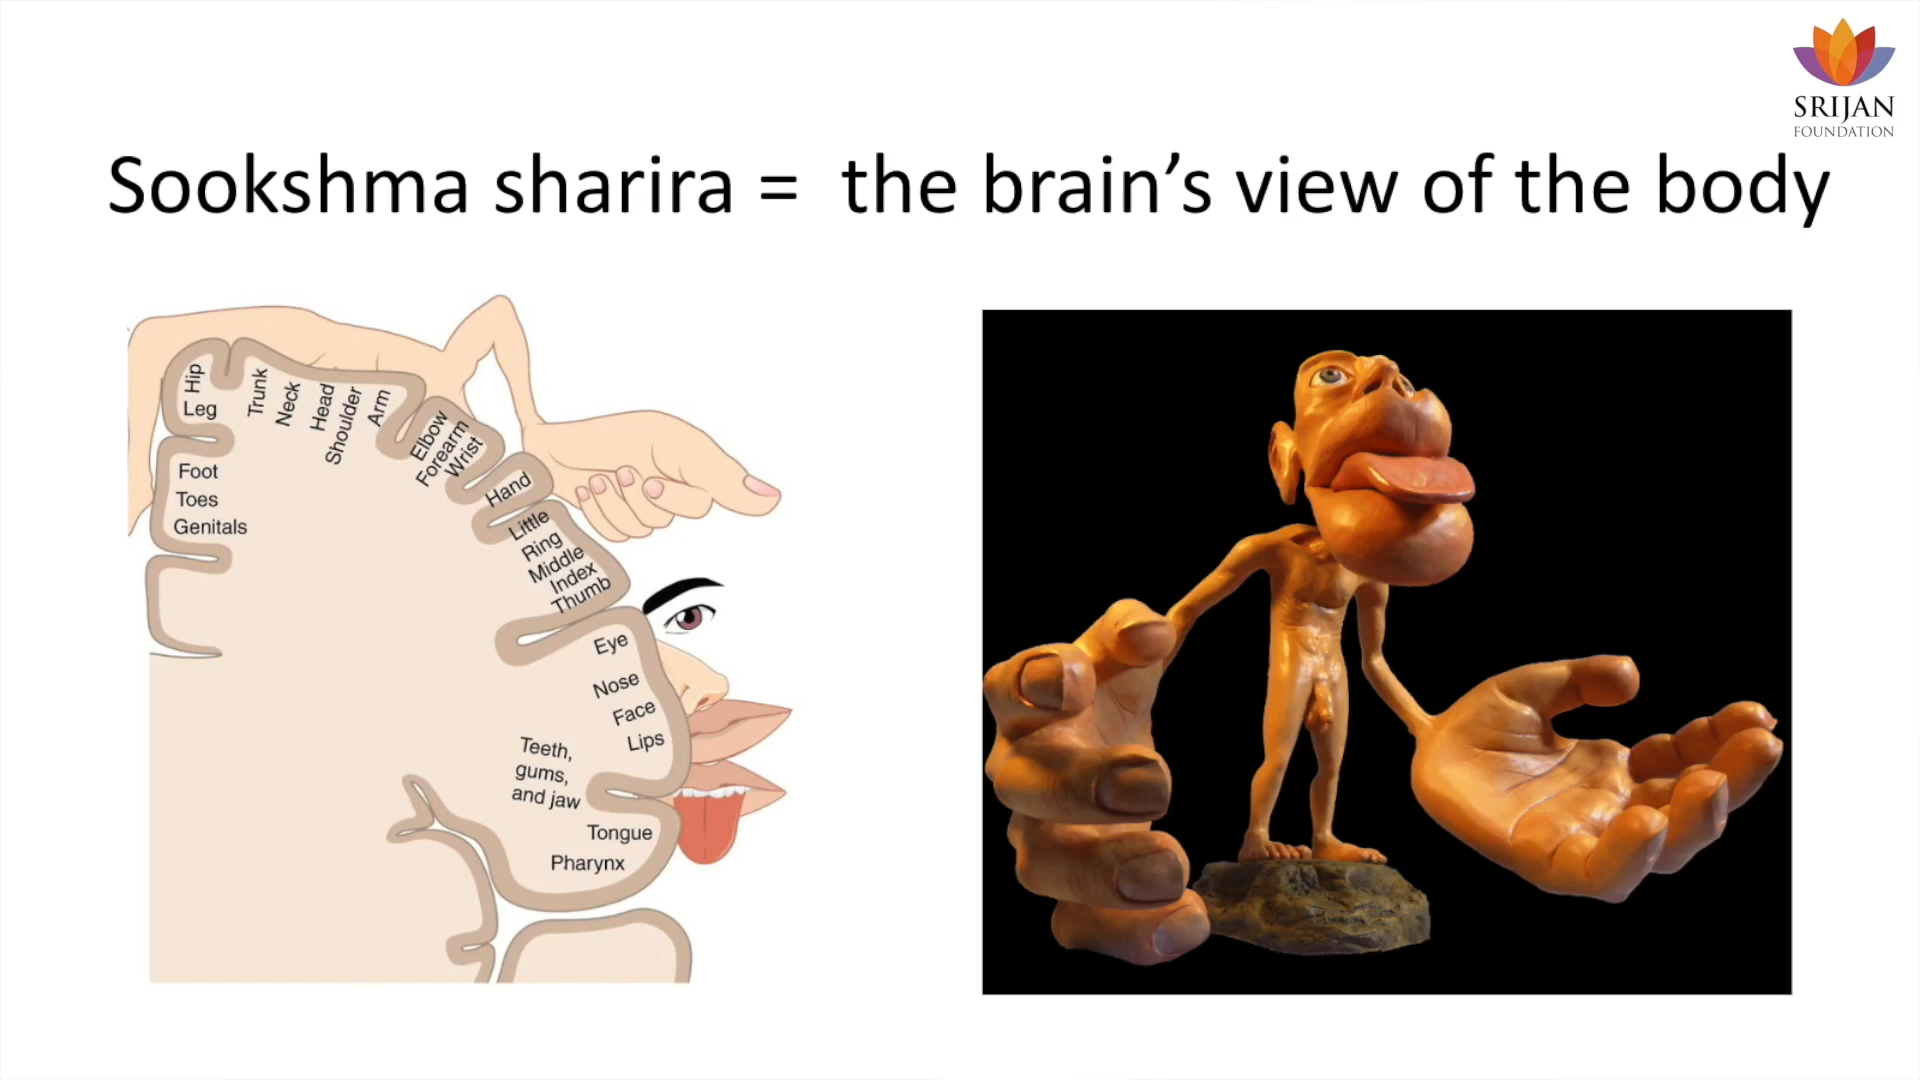 SRIJAN
FOUNDATION
Sookshma sharira = the brain’s view of the body
Hip
Leg
Trunk
Neck
Head
Shoulder
Arm
Elbow
Forearm
Wrist
Hand
Little
Ring
Middle
Index
Thumb
Foot
Toes
Genitals
Eye
Nose
Face
Lips
Teeth,
gums,
and jaw
Tongue
Pharynx